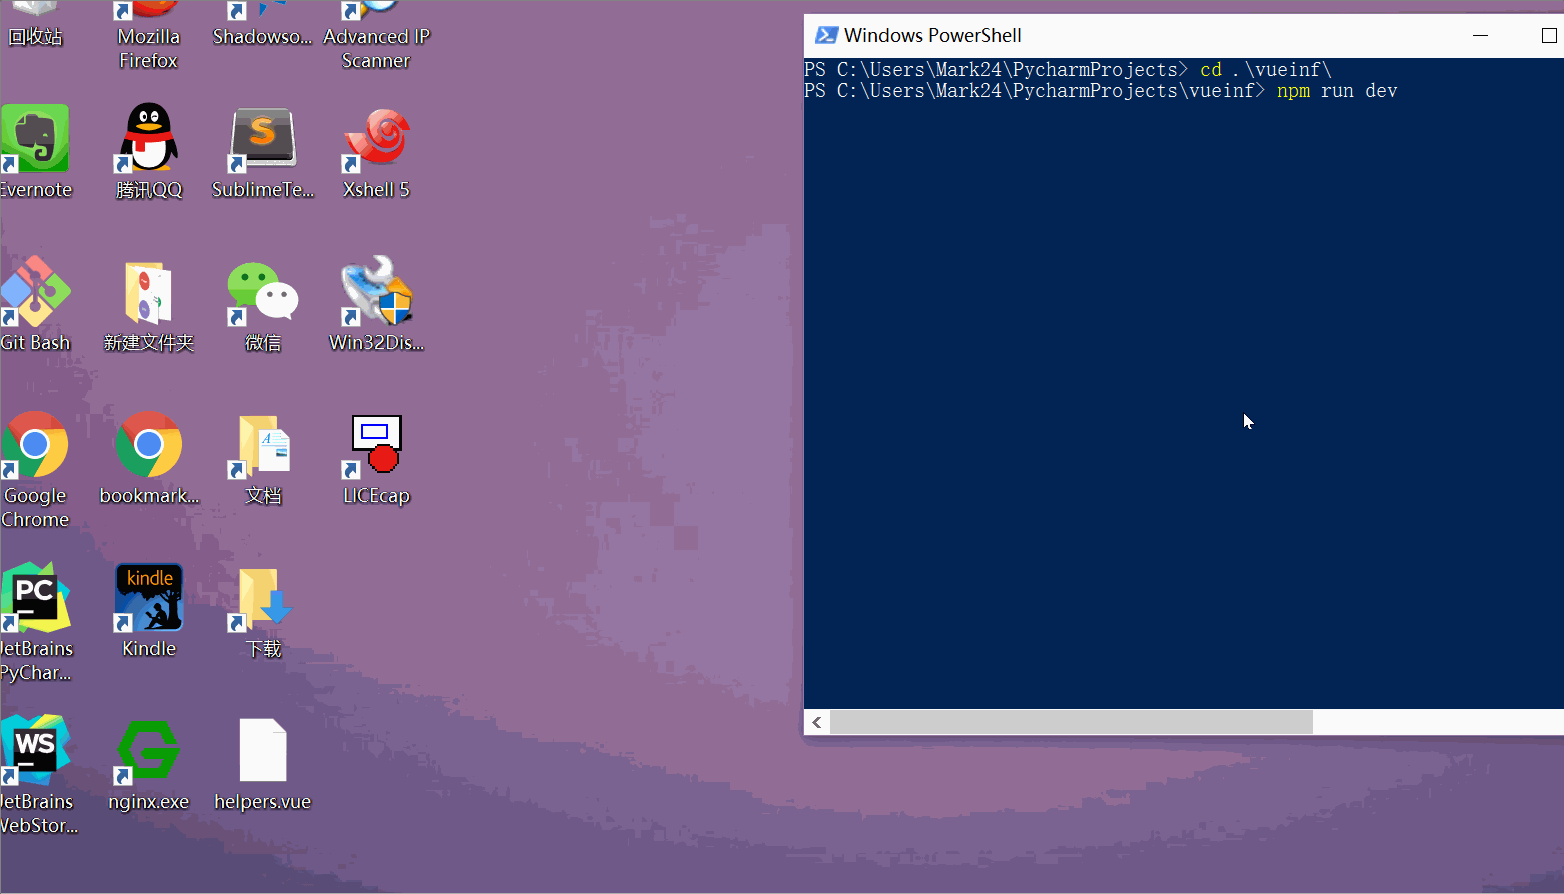 回收站
Mozilla
Firefox
Shadowso...
Advanced IP
Scanner
Evernote
腾讯QQ
SublimeTe...
Xshell 5
Git Bash
新建文件夹
微信
Win32Dis...
Google
Chrome
bookmark...
文档
LICEcap
PC
JetBrains
PyChar...
kindle
Kindle
下载
WS
JetBrains
WebStor...
nginx.exe
helpers.vue
Windows PowerShell
PS C:\Users\Mark24\PycharmProjects> cd .\vueinf\
PS C:\Users\Mark24\PycharmProjects\vueinf> npm run dev